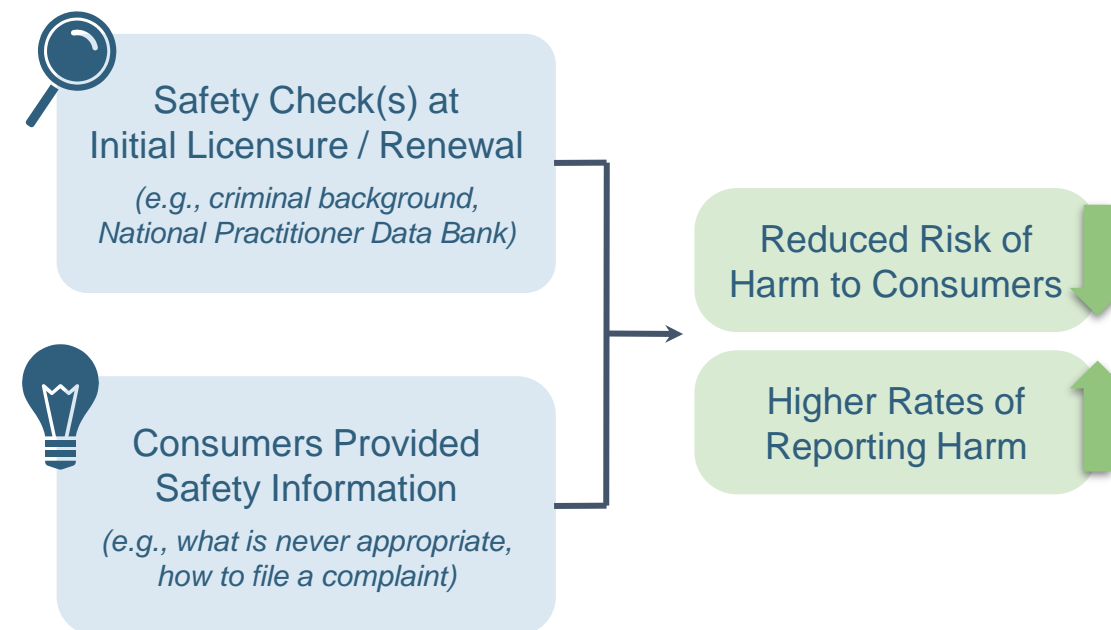 Safety Check(s) at
Initial Licensure / Renewal
(e.g., criminal background,
National Practitioner Data Bank)
Consumers Provided
Safety Information
(e.g., what is never appropriate,
how to file a complaint)
Reduced Risk of
Harm to Consumers
Higher Rates of
Reporting Harm